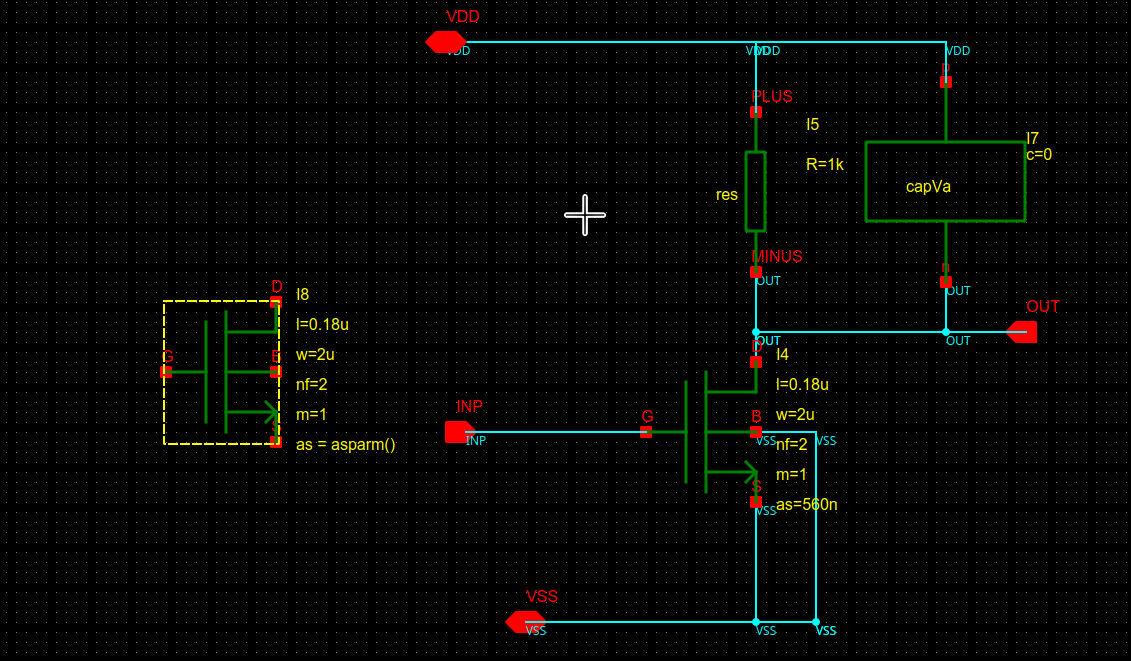 VDD
VDD
VDD
VDD
VDD
P
PLUS
I5
I7
c=0
R=1k
capVa
res
MINUS
OUT
n
OUT
D
I8
OUT
l=0.18u
OUT
OUT
D
I4
G
B
w=2u
l=0.18u
nf=2
INP
G
B
w=2u
m=1
INP
VSS
VSS
nf=2
S
as = asparm()
m=1
S
as=560n
VSS
VSS
VSS
VSS
VSS